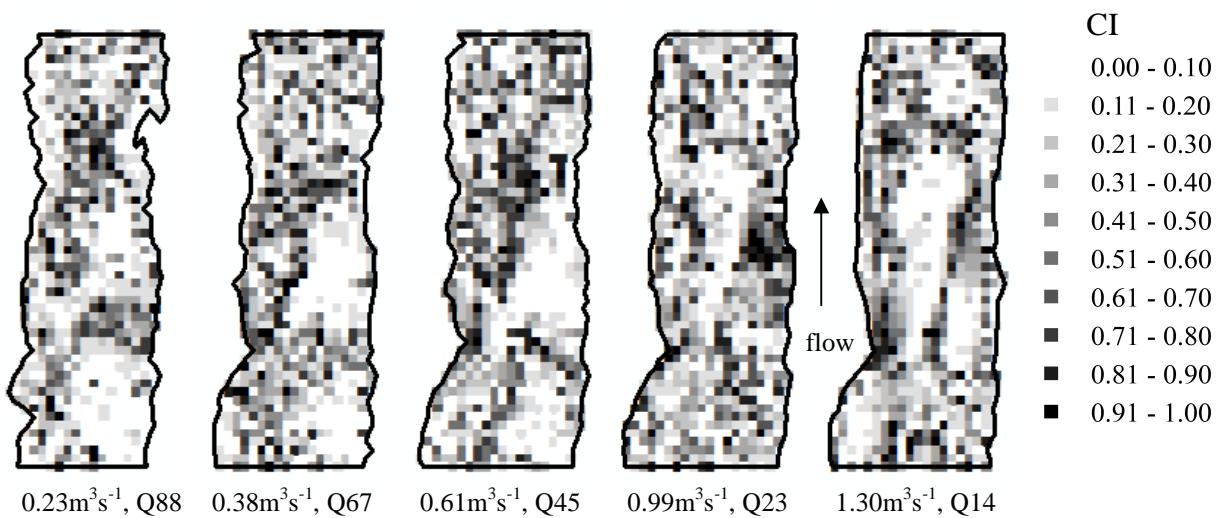 CI
0.00 - 0.10
0.11 - 0.20
0.21 - 0.30
0.31 - 0.40
0.41 - 0.50
0.51 - 0.60
0.61 - 0.70
0.71 - 0.80
0.81 - 0.90
0.91 - 1.00
flow
0.23m³s⁻¹, Q88
0.38m³s⁻¹, Q67
0.61m³s⁻¹, Q45
0.99m³s⁻¹, Q23
1.30m³s⁻¹, Q14